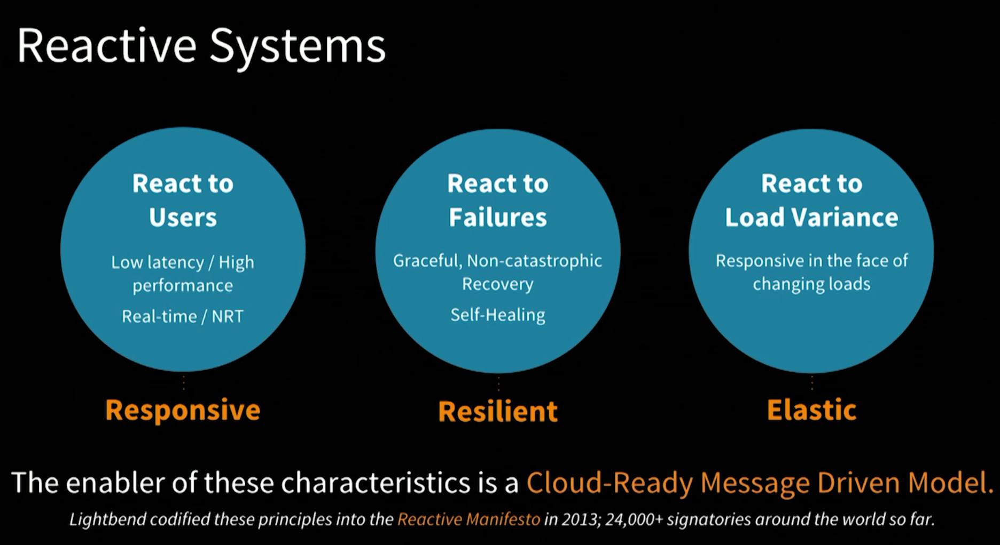 Reactive Systems
React to
Users
Low latency / High
performance
Real-time / NRT
Responsive
React to
Failures
Graceful, Non-catastrophic
Recovery
Self-Healing
Resilient
React to
Load Variance
Responsive in the face of
changing loads
Elastic
The enabler of these characteristics is a Cloud-Ready Message Driven Model.
Lightbend codified these principles into the Reactive Manifesto in 2013; 24,000+ signatories around the world so far.